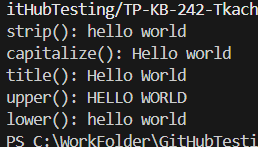 itHubTesting/TP-KB-242-Tkach
strip(): hello world
capitalize(): Hello world
title(): Hello World
upper(): HELLO WORLD
lower(): hello world
PS C:\WorkFolder\GitHubTesti